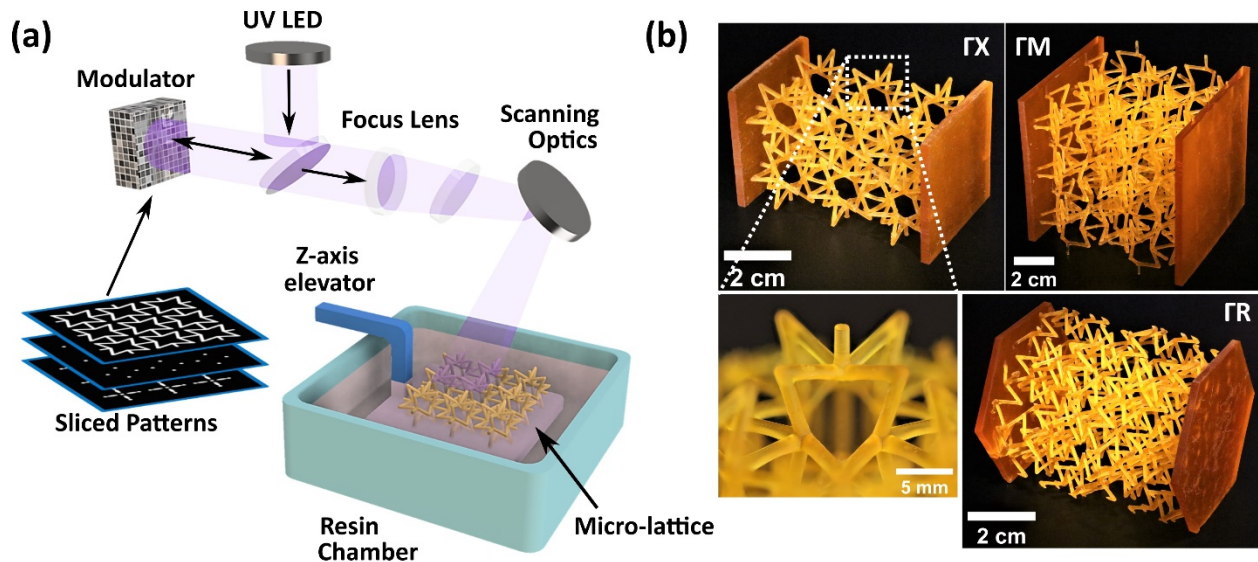 (a)
UV LED
Modulator
Focus Lens
Scanning
Optics
Z-axis
elevator
Sliced Patterns
Resin
Chamber
Micro-lattice
(b)
ΓX
2 cm
ΓM
2 cm
5 mm
ΓR
2 cm